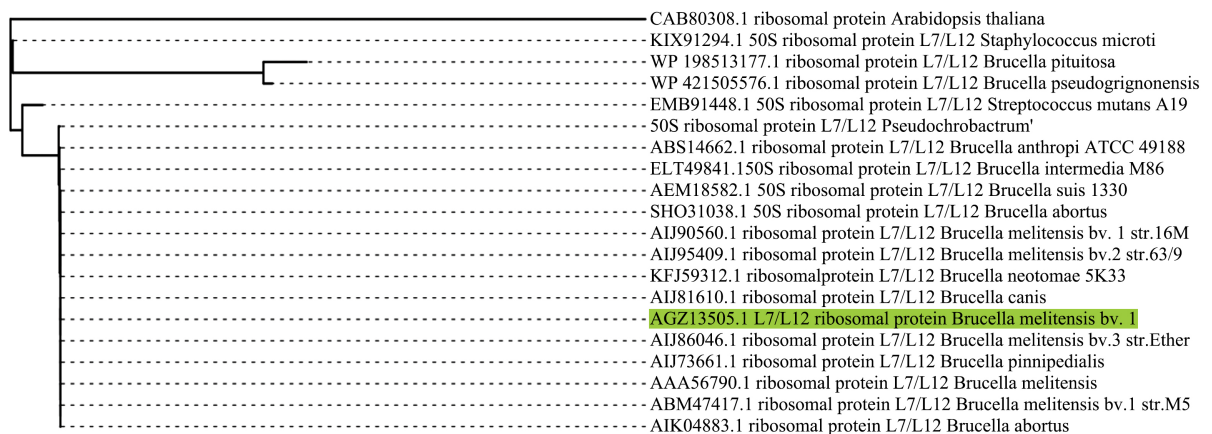 CAB80308.1 ribosomal protein Arabidopsis thaliana
KIX91294.1 50S ribosomal protein L7/L12 Staphylococcus microti
WP 198513177.1 ribosomal protein L7/L12 Brucella pituitosa
WP 421505576.1 ribosomal protein L7/L12 Brucella pseudogrignonensis
EMB91448.1 50S ribosomal protein L7/L12 Streptococcus mutans A19
50S ribosomal protein L7/L12 Pseudochrobactrum'
ABS14662.1 ribosomal protein L7/L12 Brucella anthropi ATCC 49188
ELT49841.150S ribosomal protein L7/L12 Brucella intermedia M86
AEM18582.1 50S ribosomal protein L7/L12 Brucella suis 1330
SHO31038.1 50S ribosomal protein L7/L12 Brucella abortus
AIJ90560.1 ribosomal protein L7/L12 Brucella melitensis bv. 1 str.16M
AIJ95409.1 ribosomal protein L7/L12 Brucella melitensis bv.2 str.63/9
KFJ59312.1 ribosomalprotein L7/L12 Brucella neotomae 5K33
AIJ81610.1 ribosomal protein L7/L12 Brucella canis
AGZ13505.1 L7/L12 ribosomal protein Brucella melitensis bv. 1
AIJ86046.1 ribosomal protein L7/L12 Brucella melitensis bv.3 str.Ether
AIJ73661.1 ribosomal protein L7/L12 Brucella pinnipedialis
AAA56790.1 ribosomal protein L7/L12 Brucella melitensis
ABM47417.1 ribosomal protein L7/L12 Brucella melitensis bv.1 str.M5
AIK04883.1 ribosomal protein L7/L12 Brucella abortus